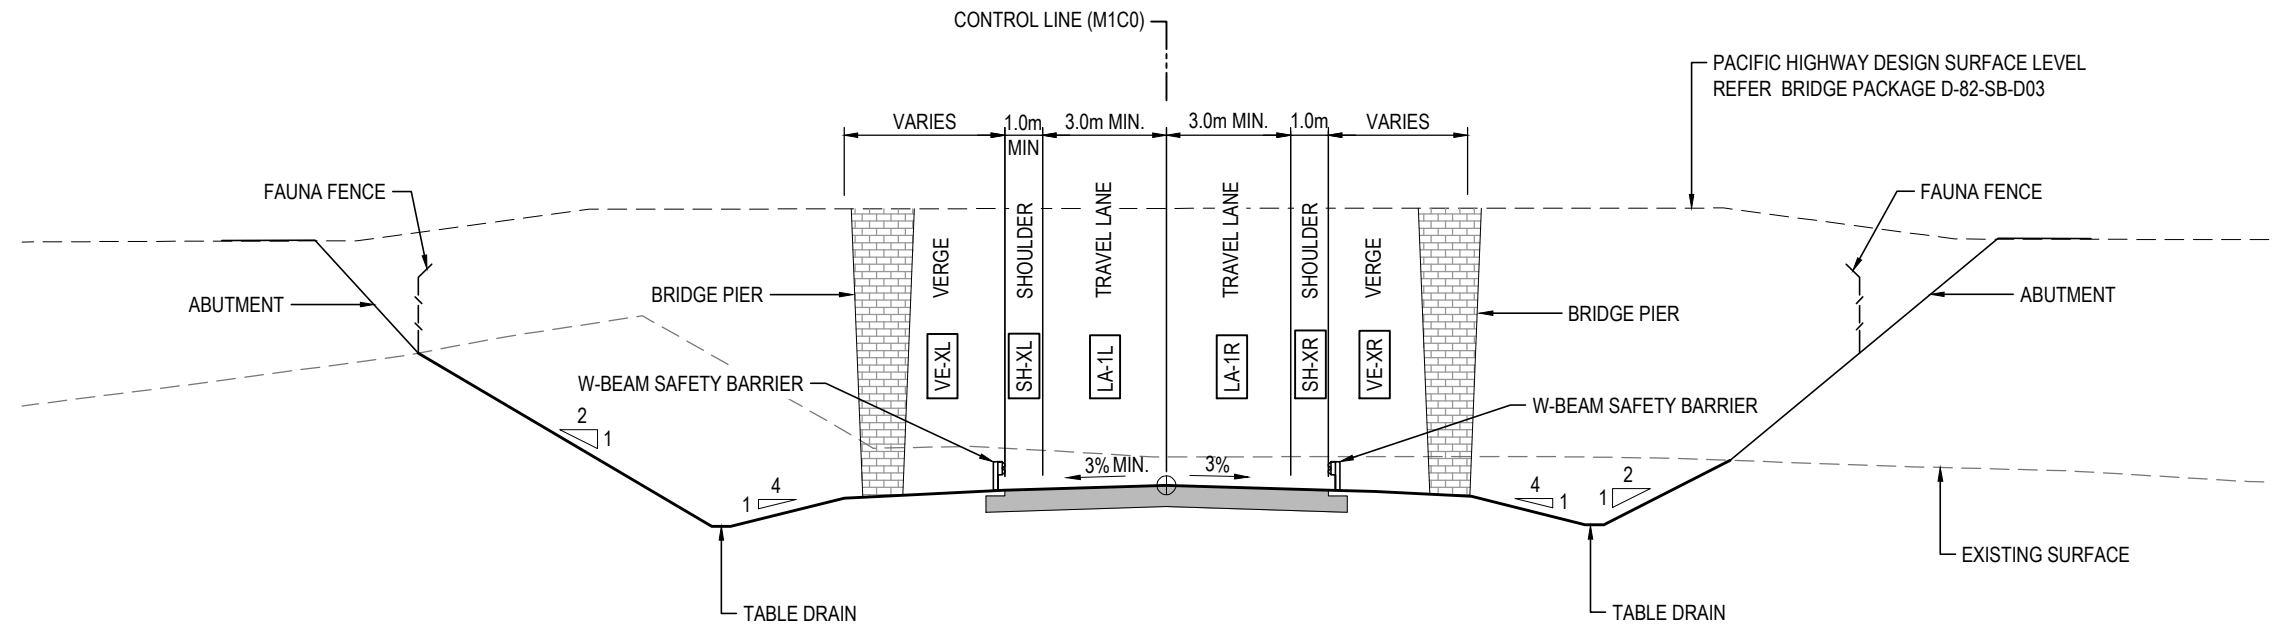 CONTROL LINE (M1C0)
PACIFIC HIGHWAY DESIGN SURFACE LEVEL
REFER BRIDGE PACKAGE D-82-SB-D03
VARIES
1.0m
MIN
3.0m MIN.
3.0m MIN.
1.0m
VARIES
FAUNA FENCE
FAUNA FENCE
VERGE
SHOULDER
TRAVEL LANE
TRAVEL LANE
SHOULDER
VERGE
ABUTMENT
BRIDGE PIER
BRIDGE PIER
ABUTMENT
VE-XL
SH-XL
LA-1L
LA-1R
SH-XR
VE-XR
W-BEAM SAFETY BARRIER
W-BEAM SAFETY BARRIER
2
1
3% MIN.
3%
4
1
4
1
2
1
EXISTING SURFACE
TABLE DRAIN
TABLE DRAIN